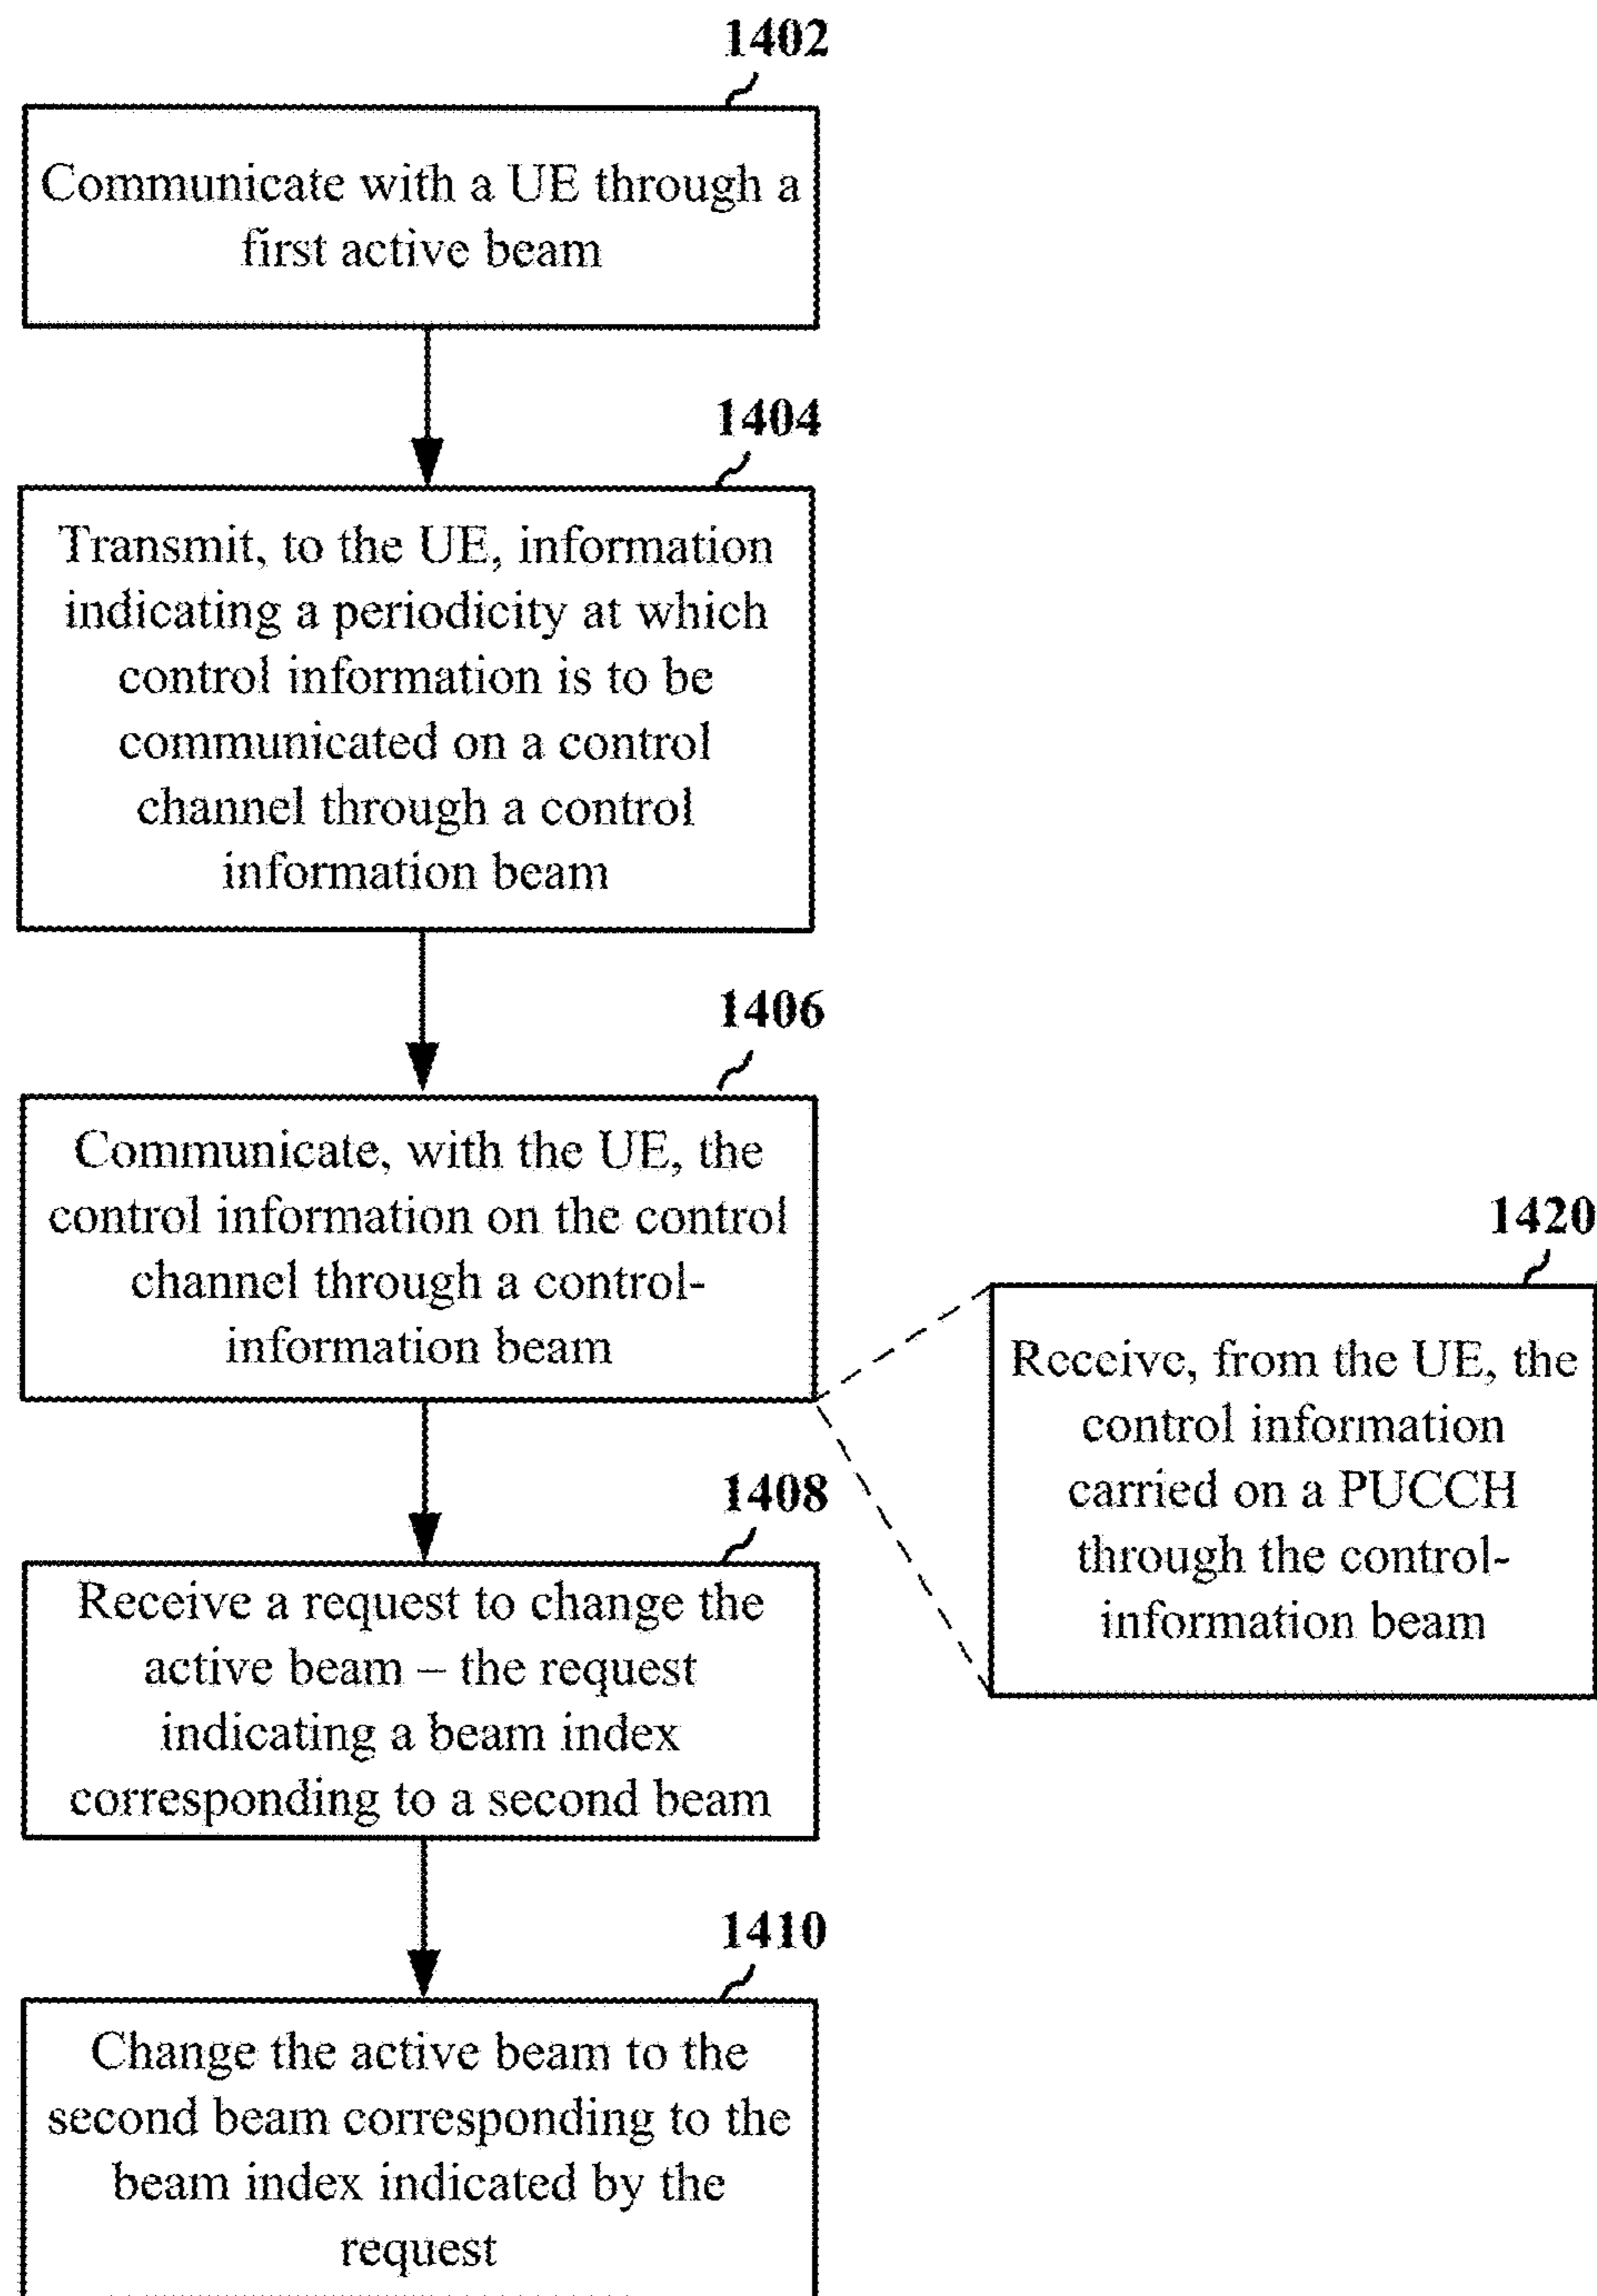 1402
Communicate with a UE through a
first active beam
1404
Transmit, to the UE, information
indicating a periodicity at which
control information is to be
communicated on a control
channel through a control
information beam
1406
Communicate, with the UE, the
control information on the control
channel through a control-
information beam
1420
Receive, from the UE, the
control information
carried on a PUCCH
through the control-
information beam
1408
Receive a request to change the
active beam – the request
indicating a beam index
corresponding to a second beam
1410
Change the active beam to the
second beam corresponding to the
beam index indicated by the
request